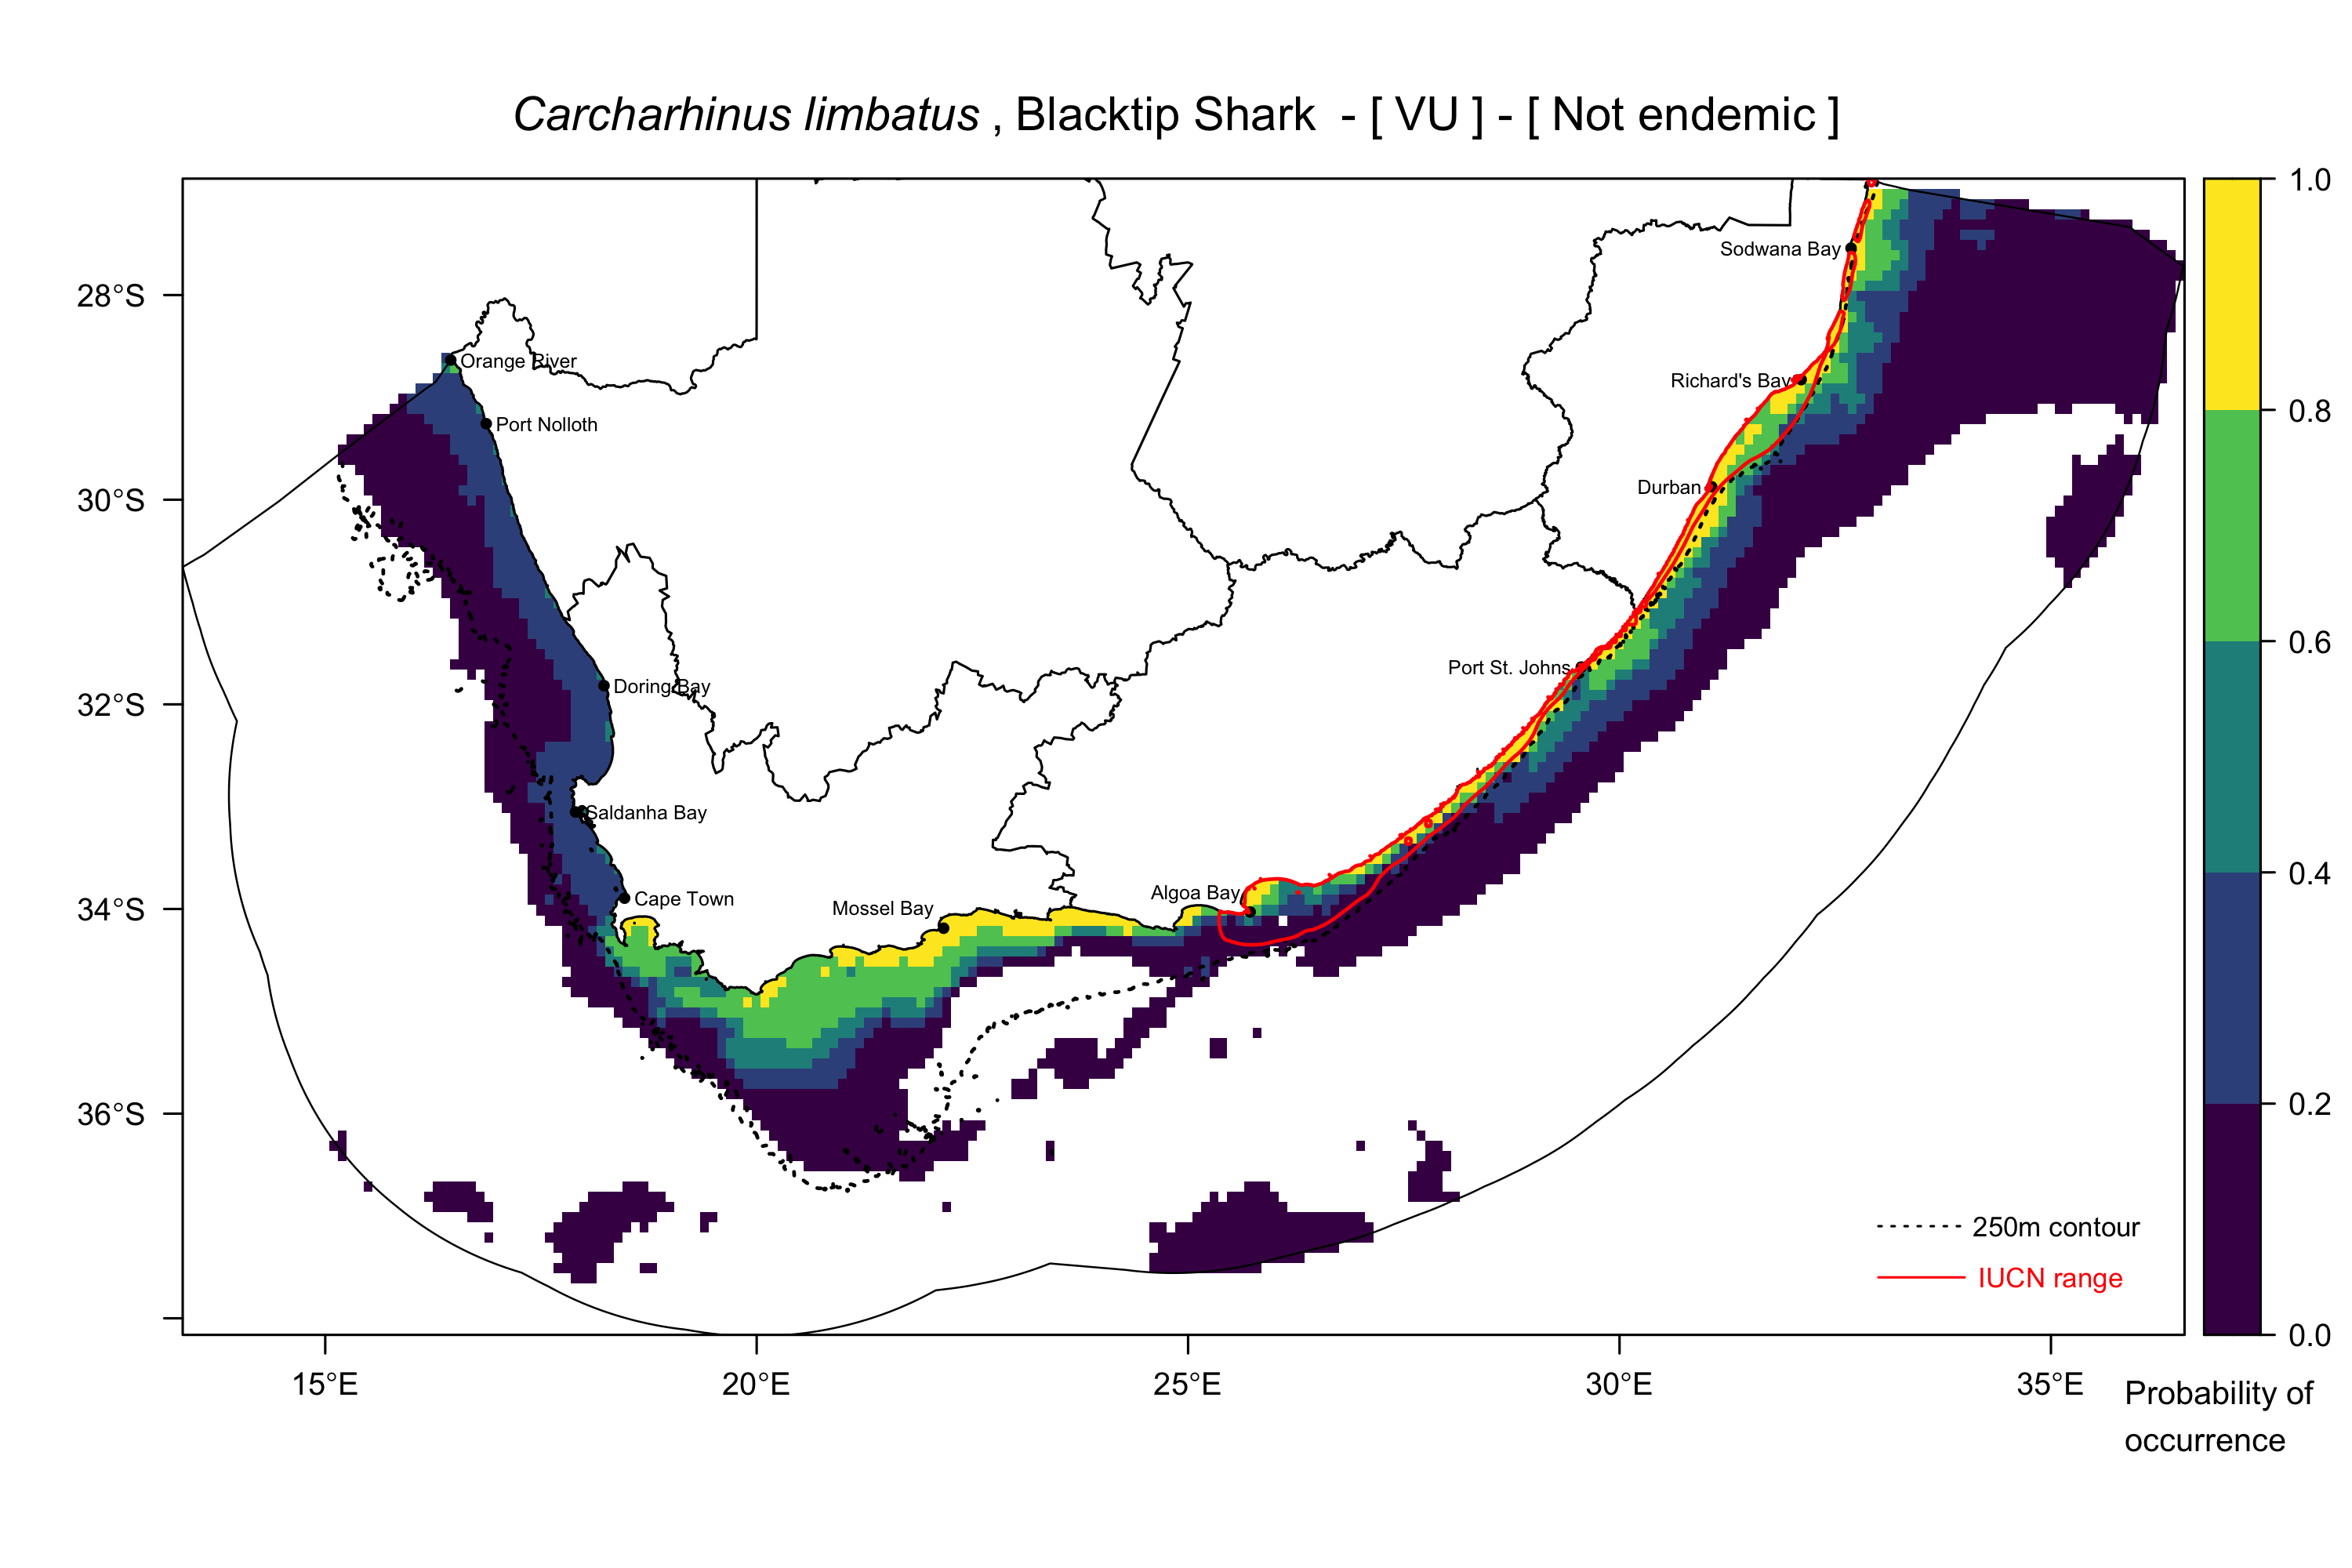 Carcharhinus limbatus , Blacktip Shark - [ VU ] - [ Not endemic ]
1.0
0.8
0.6
0.4
0.2
0.0
28°S
30°S
32°S
34°S
36°S
Sodwana Bay
Orange River
Richard's Bay
Port Nolloth
Durban
Port St. Johns
Doring Bay
Saldanha Bay
Algoa Bay
Cape Town
Mossel Bay
250m contour
IUCN range
15°E
20°E
25°E
30°E
35°E
Probability of
occurrence